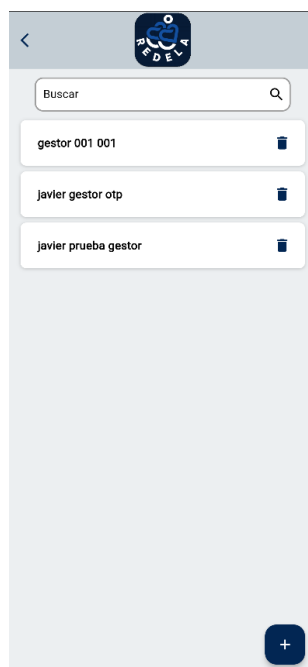 REDELA
Buscar
gestor 001 001
javier gestor otp
javier prueba gestor
+